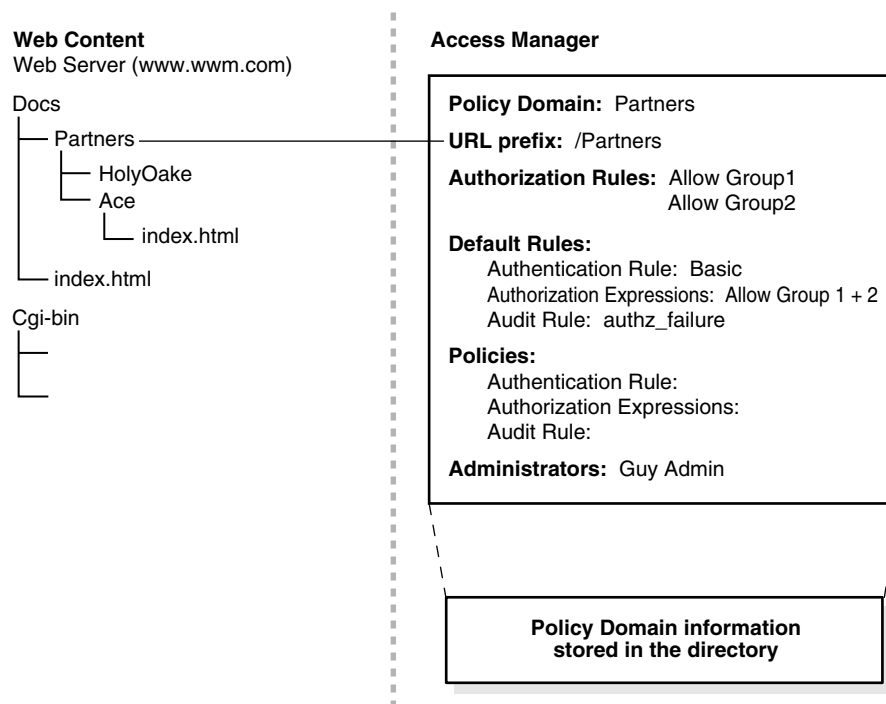 Web Content
Web Server (www.wwm.com)
Docs
Partners
HolyOake
Ace
index.html
index.html
Cgi-bin
Access Manager
Policy Domain: Partners
URL prefix: /Partners
Authorization Rules: Allow Group1
Allow Group2
Default Rules:
Authentication Rule: Basic
Authorization Expressions: Allow Group 1 + 2
Audit Rule: authz_failure
Policies:
Authentication Rule:
Authorization Expressions:
Audit Rule:
Administrators: Guy Admin
Policy Domain information
stored in the directory